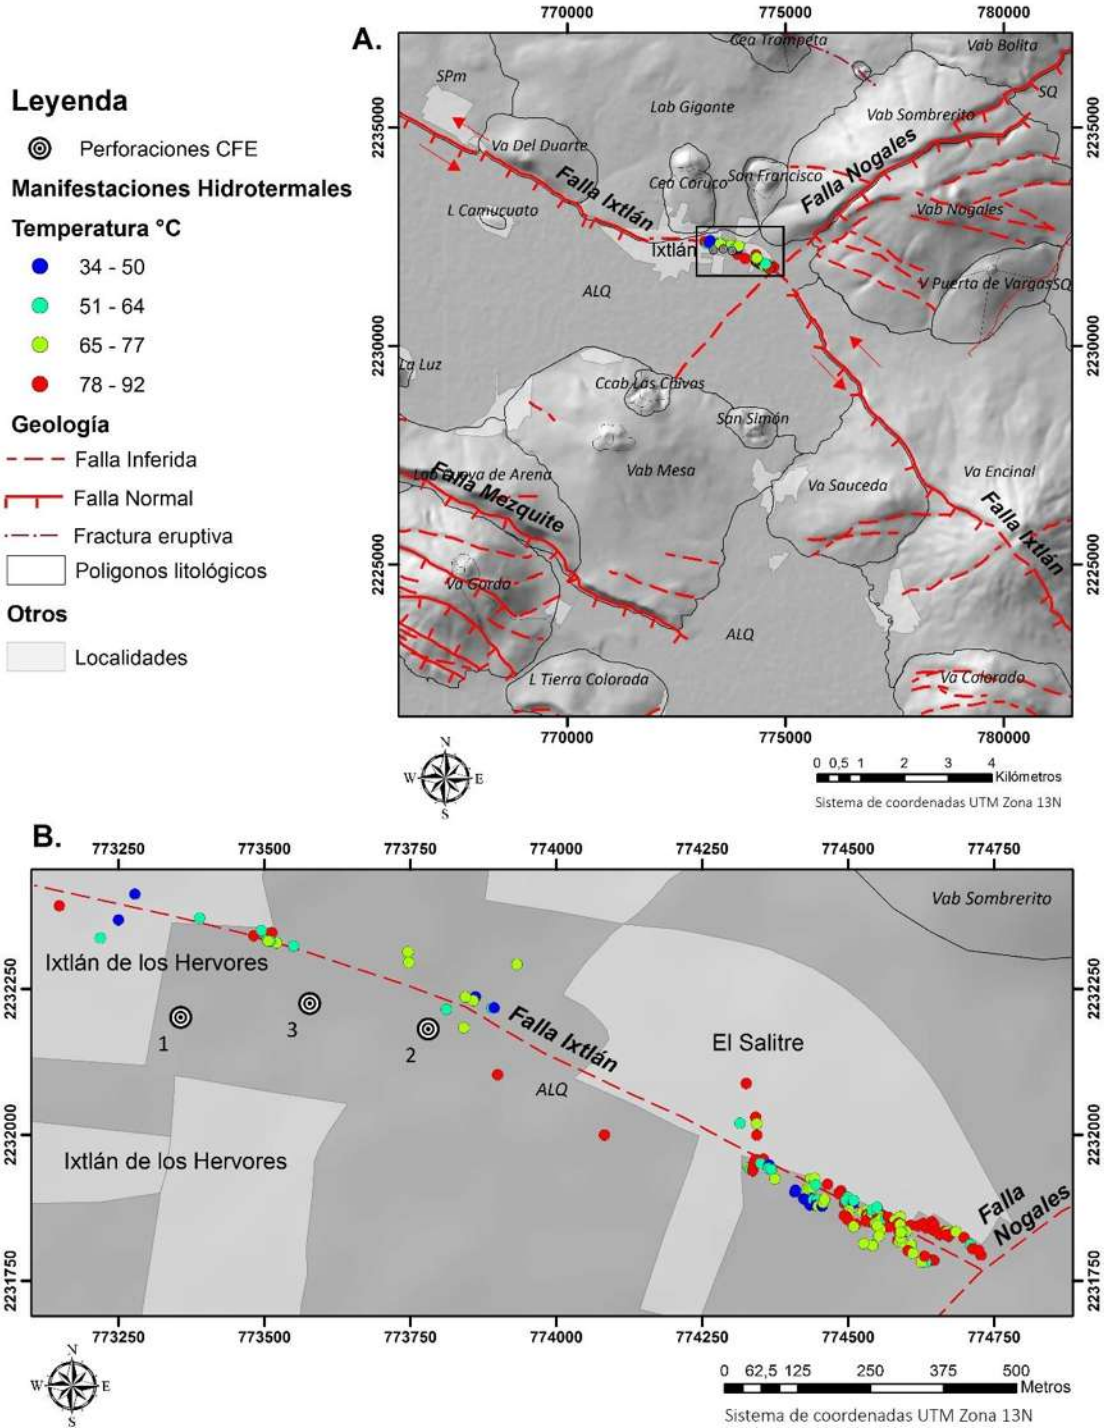 Leyenda
Perforaciones CFE
Manifestaciones Hidrotermales
Temperatura °C
34 - 50
51 - 64
65 - 77
78 - 92
Geología
Falla Inferida
Falla Normal
Fractura eruptiva
Poligonos litológicos
Otros
Localidades
A.
770000 775000 780000
2235000
2230000
2225000
Cea Trampeta
Vab Bolita
SPm
SQ
Lab Gigante
Vab Sombrerito
Va Del Duarte
Falla Nogales
Falla Ixtlán
Cea Coruco
San Francisco
L Camucuato
Vab Nogales
Ixtlán
V Puerta de Vargas
SQ
ALQ
La Luz
Ccab Las Chivas
San Simón
Vab Mesa
Falla Mezquite
Va Sauceda
Va Encinal
Falla Ixtlán
Va Gorda
ALQ
L Tierra Colorada
Va Colorado
2235000
2230000
2225000
770000 775000 780000
N
W E
S
0 0,5 1 2 3 4
Kilómetros
Sistema de coordenadas UTM Zona 13N
B.
773250 773500 773750 774000 774250 774500 774750
2232250
2232000
2231750
Vab Sombrerito
Ixtlán de los Hervores
1
3
2
Falla Ixtlán
El Salitre
ALQ
Ixtlán de los Hervores
Falla
Nogales
2232250
2232000
2231750
773250 773500 773750 774000 774250 774500 774750
N
W E
S
0 62,5 125 250 375 500
Metros
Sistema de coordenadas UTM Zona 13N